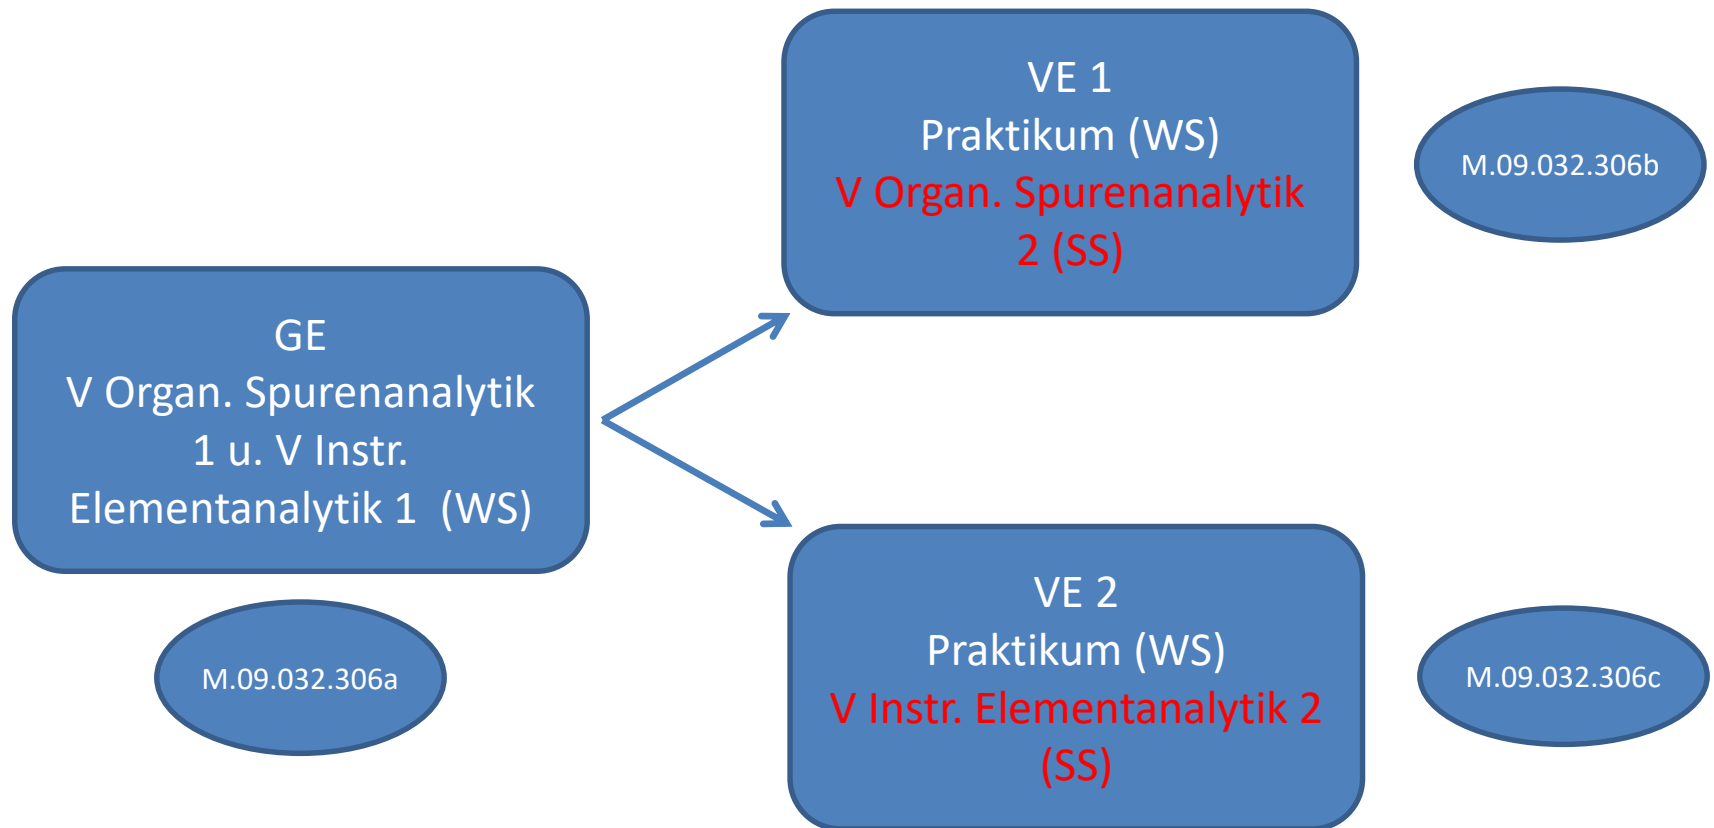 VE 1
Praktikum (WS)
V Organ. Spurenanalytik
2 (SS)
M.09.032.306b
GE
V Organ. Spurenanalytik
1 u. V Instr.
Elementanalytik 1  (WS)
M.09.032.306a
VE 2
Praktikum (WS)
V Instr. Elementanalytik 2
(SS)
M.09.032.306c